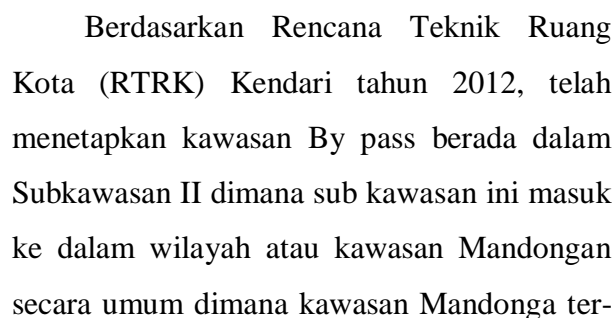 Berdasarkan Rencana Teknik Ruang
Kota (RTRK) Kendari tahun 2012, telah
menetapkan kawasan By pass berada dalam
Subkawasan II dimana sub kawasan ini masuk
ke dalam wilayah atau kawasan Mandongan
secara umum dimana kawasan Mandonga ter-